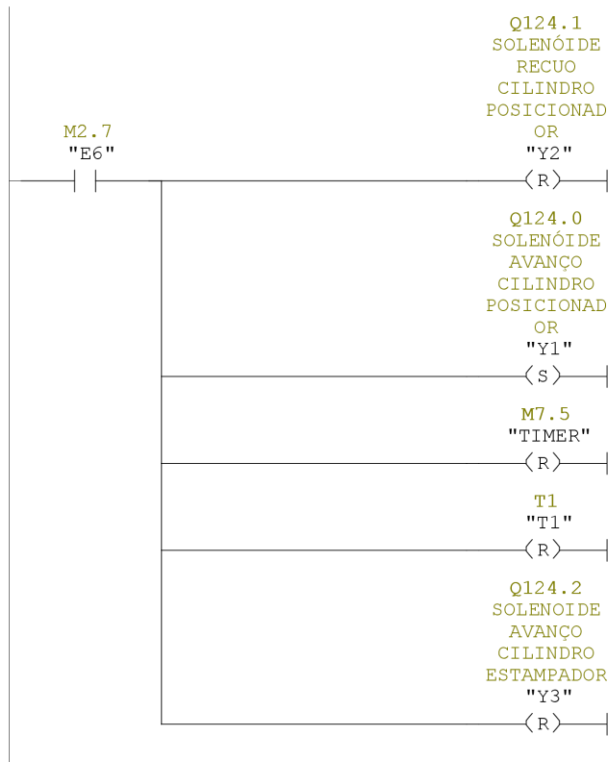 Q124.1
SOLENÓIDE
RECUO
CILINDRO
POSICIONAD
OR
M2.7
"E6"
"Y2"
(R)
Q124.0
SOLENÓIDE
AVANÇO
CILINDRO
POSICIONAD
OR
"Y1"
(S)
M7.5
"TIMER"
(R)
T1
"T1"
(R)
Q124.2
SOLENOIDE
AVANÇO
CILINDRO
ESTAMPADOR
"Y3"
(R)